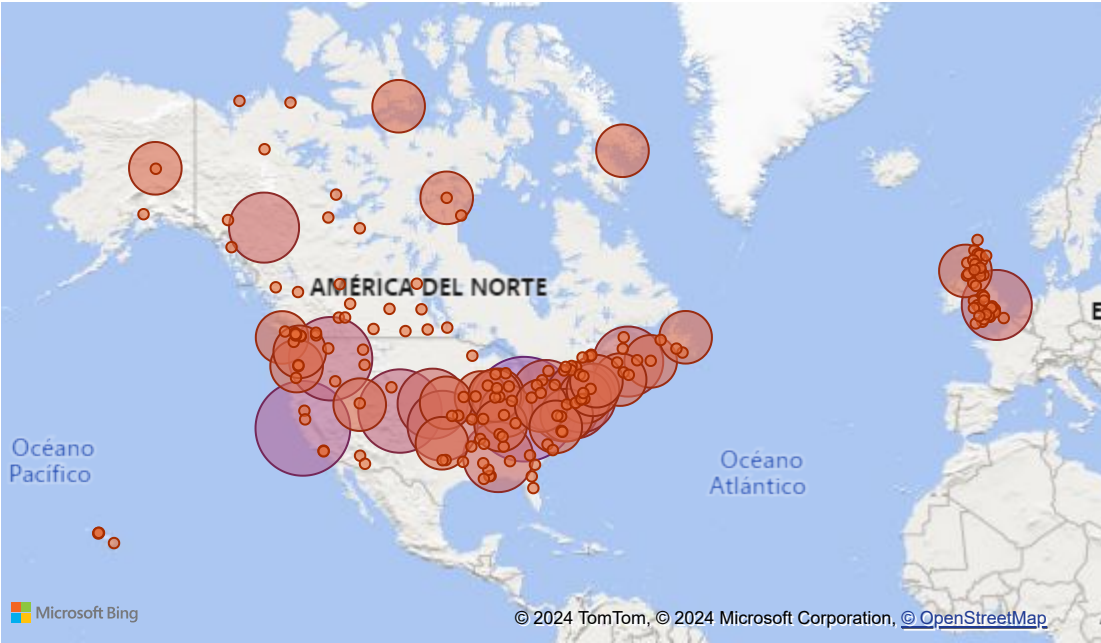 AMÉRICA DEL NORTE
E
Océano
Pacífico
Océano
Atlántico
Microsoft Bing
© 2024 TomTom, © 2024 Microsoft Corporation, © OpenStreetMap